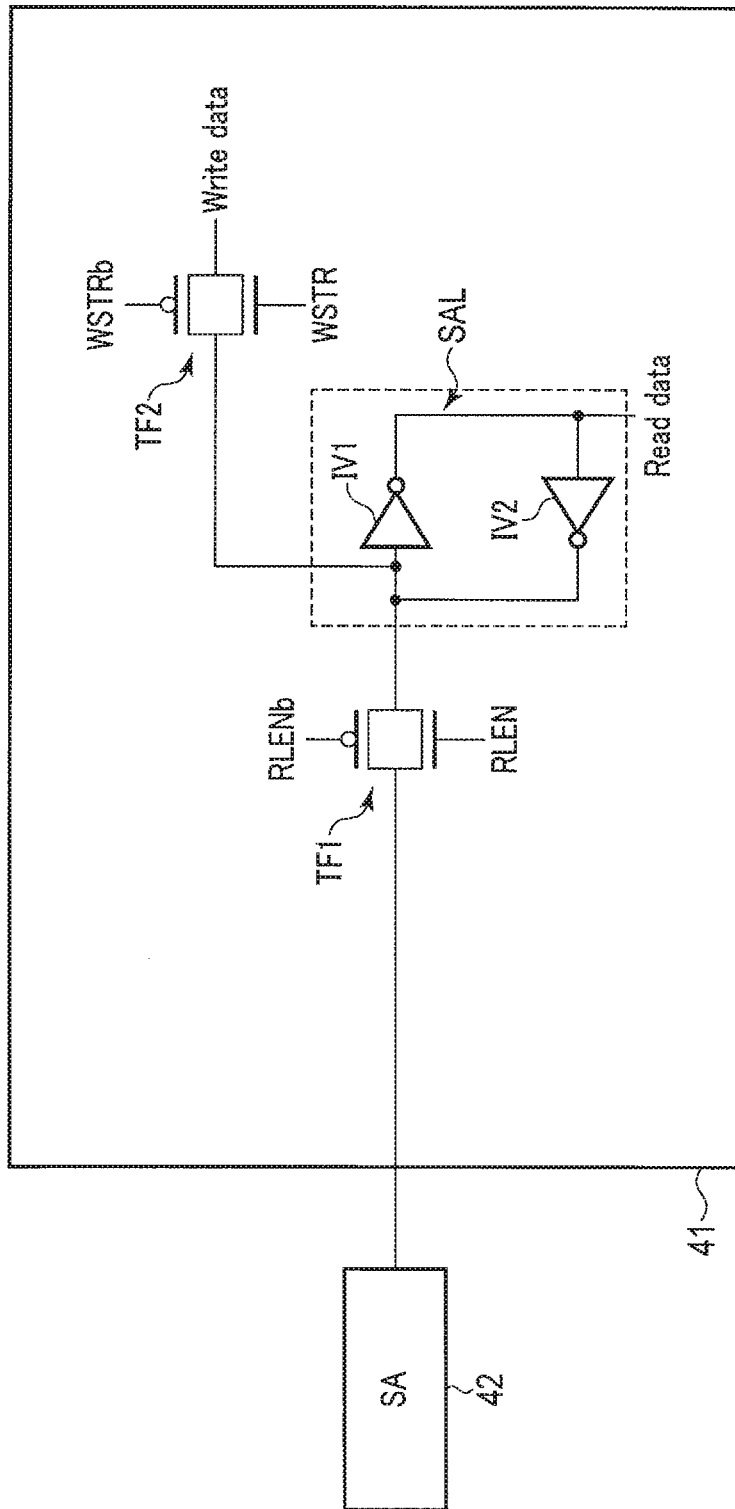 WSTRb
TF2
Write data
WSTR
SAL
IV1
IV2
Read data
RLENb
TF1
RLEN
41
SA
42